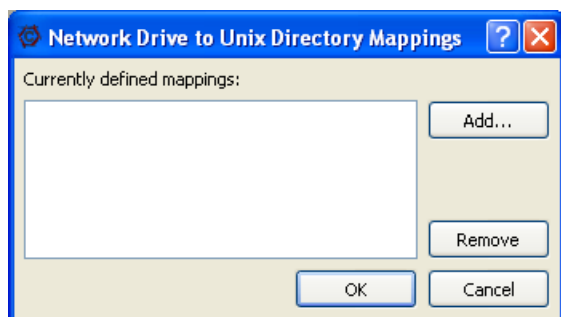 Network Drive to Unix Directory Mappings ?
Currently defined mappings:
Add...
Remove
OK Cancel